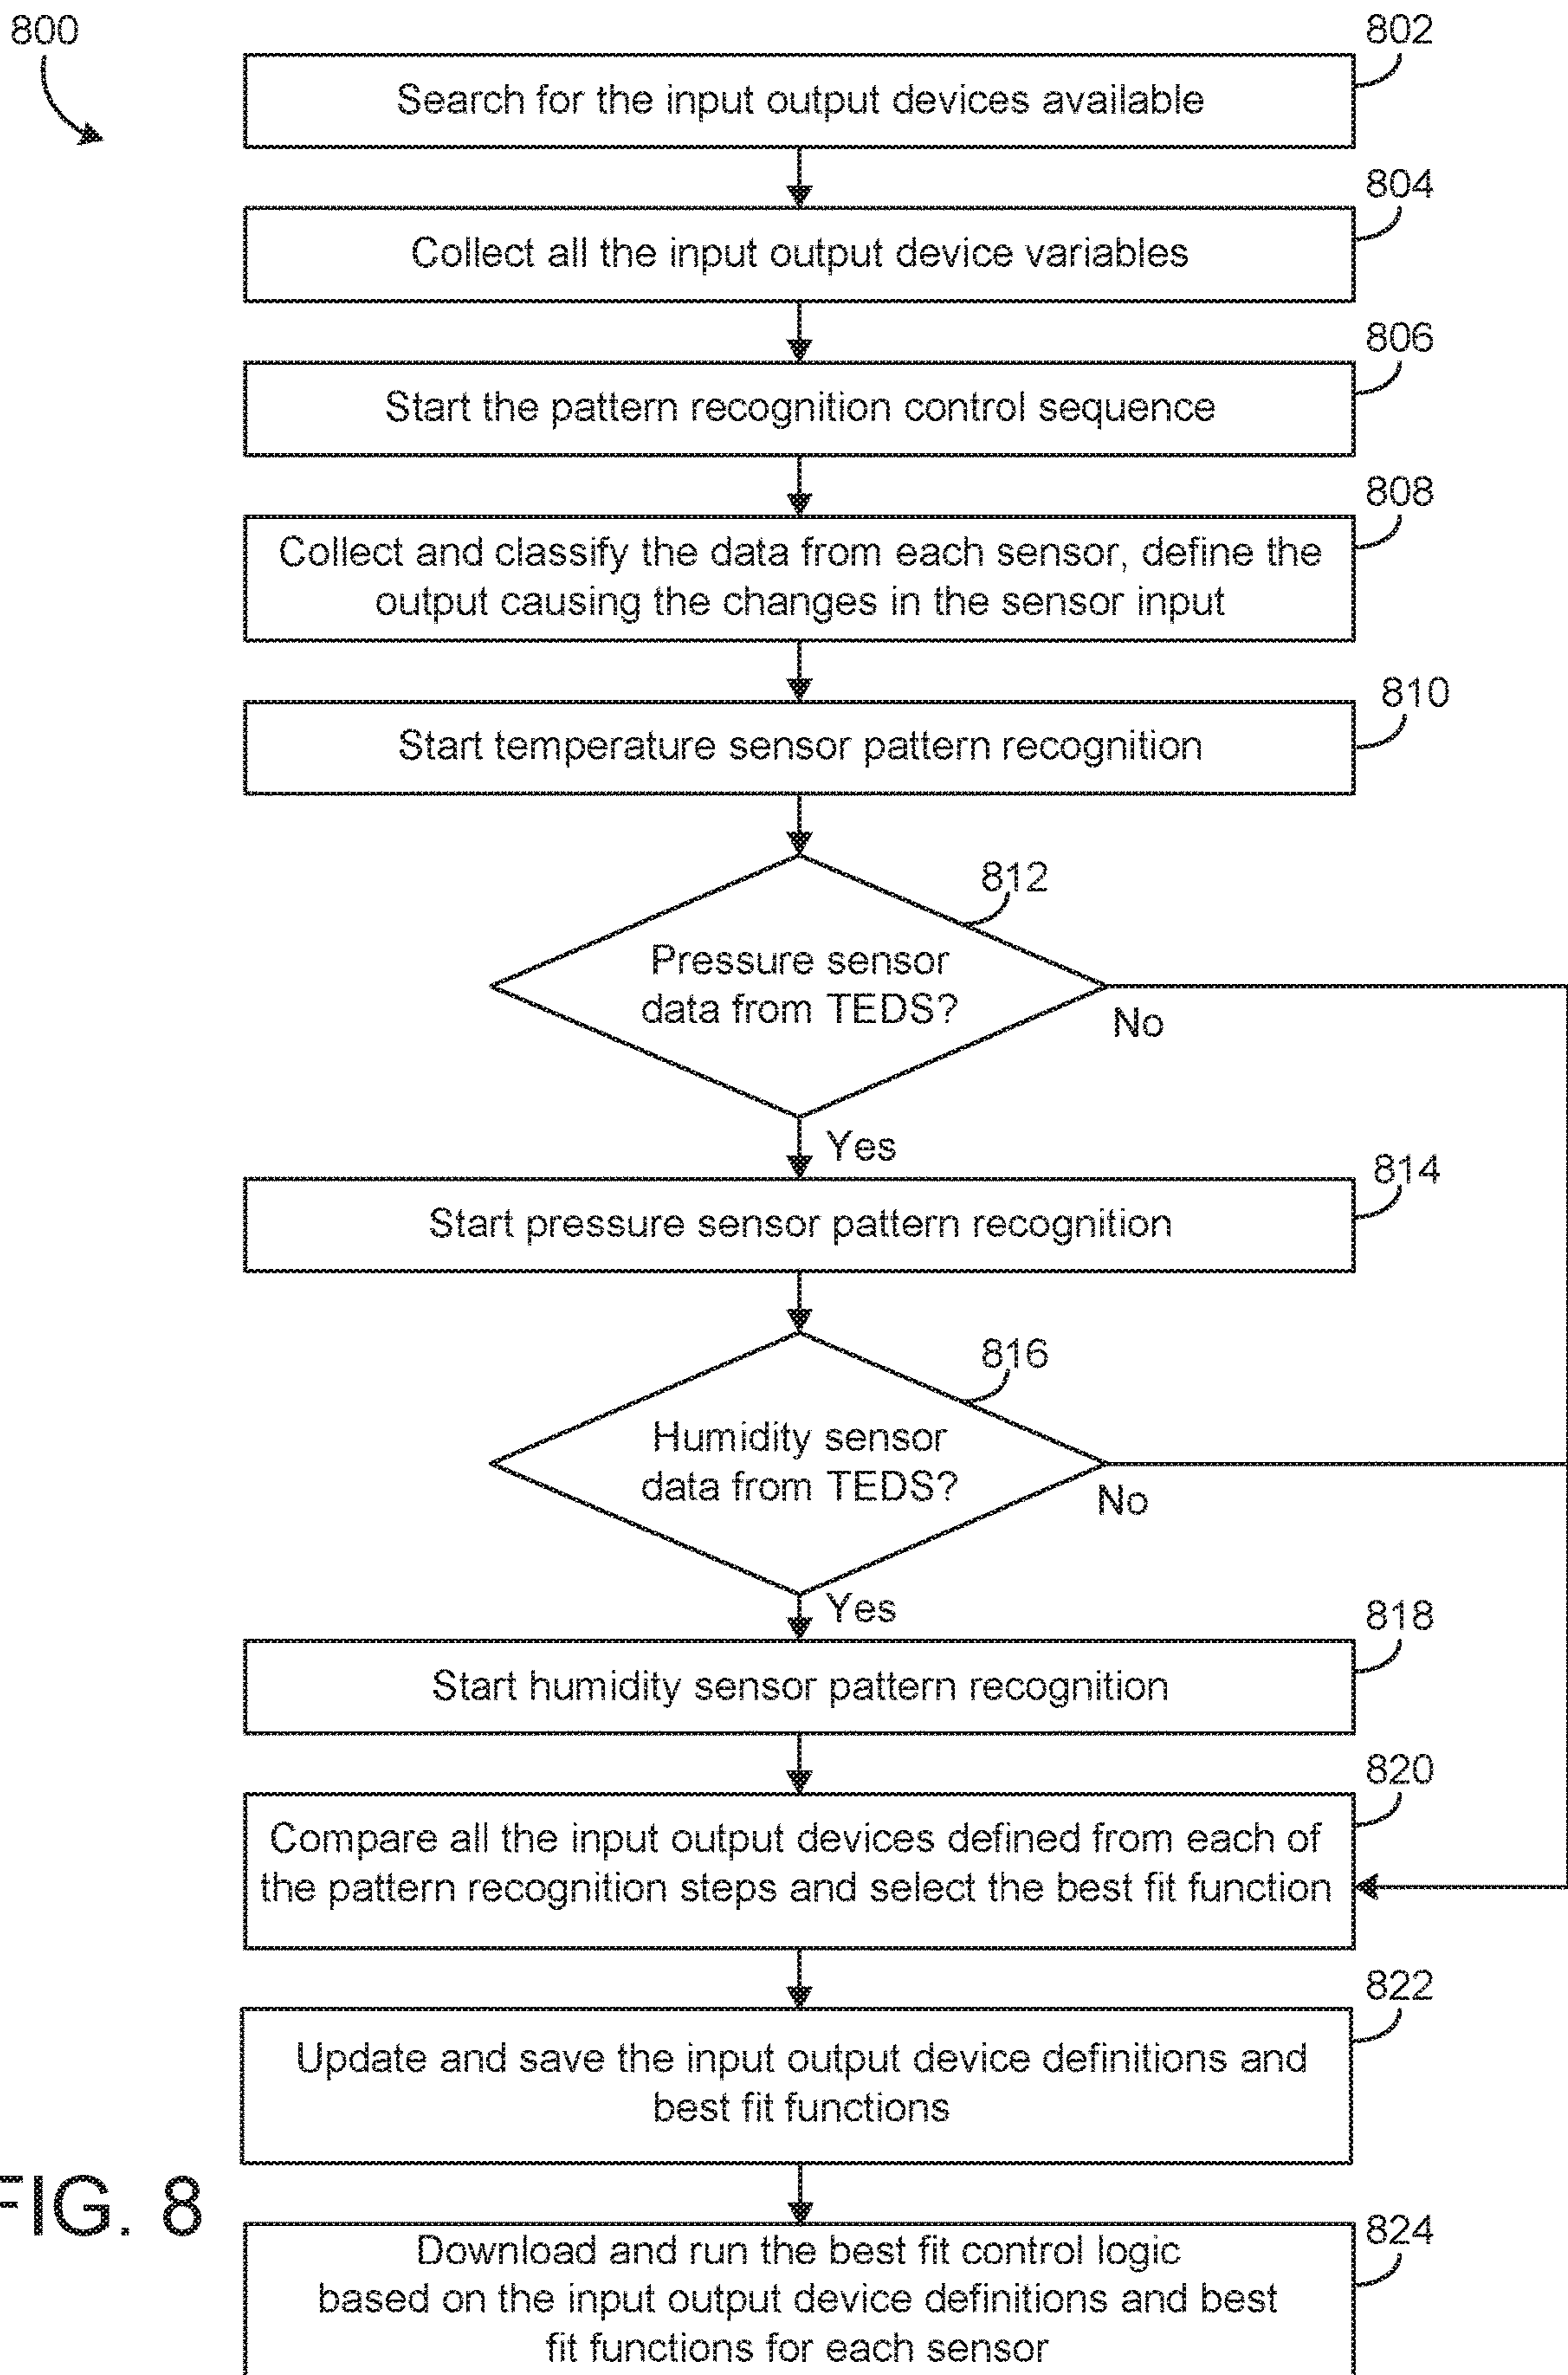 800
802
Search for the input output devices available
804
Collect all the input output device variables
806
Start the pattern recognition control sequence
808
Collect and classify the data from each sensor, define the
output causing the changes in the sensor input
810
Start temperature sensor pattern recognition
812
Pressure sensor
data from TEDS?
No
Yes
814
Start pressure sensor pattern recognition
816
Humidity sensor
data from TEDS?
No
Yes
818
Start humidity sensor pattern recognition
820
Compare all the input output devices defined from each of
the pattern recognition steps and select the best fit function
822
Update and save the input output device definitions and
best fit functions
FIG. 8
824
Download and run the best fit control logic
based on the input output device definitions and best
fit functions for each sensor